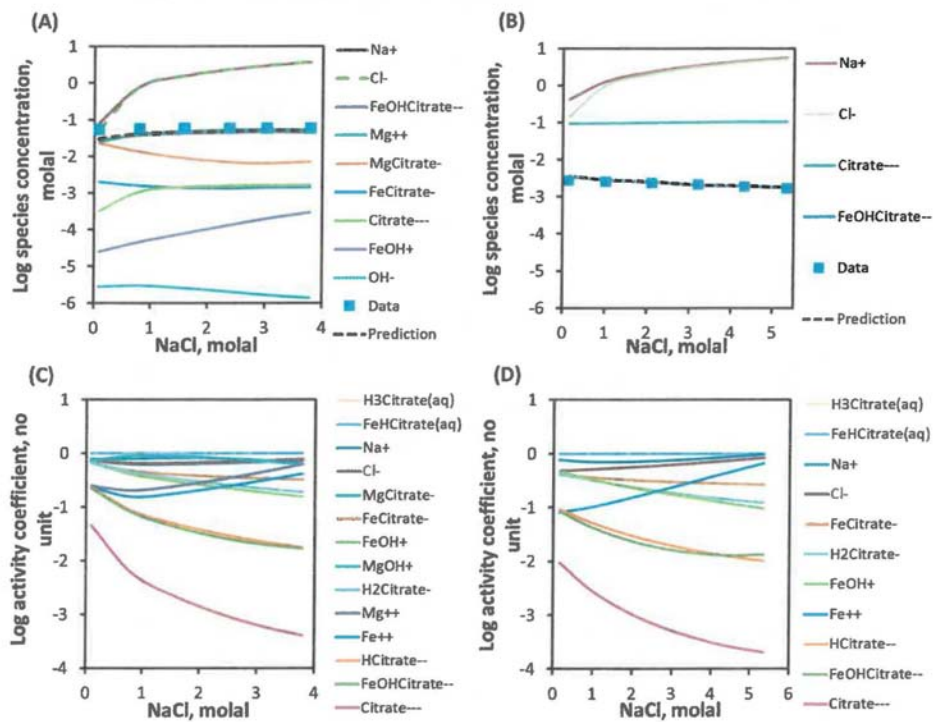 (A)
Log species concentration,
molal
1
0
-1
-2
-3
-4
-5
-6
0
1
2
3
4
NaCl, molal
Na+
Cl-
FeOHCitrate--
Mg++
MgCitrate-
FeCitrate-
Citrate---
FeOH+
OH-
Data
Prediction
(B)
Log species concentration,
molal
1
0
-1
-2
-3
-4
-5
-6
0
1
2
3
4
5
NaCl, molal
Na+
Cl-
Citrate---
FeOHCitrate--
Data
Prediction
(C)
Log activity coefficient, no
unit
1
0
-1
-2
-3
-4
0
1
2
3
4
NaCl, molal
H3Citrate(aq)
FeHCitrate(aq)
Na+
Cl-
MgCitrate-
FeCitrate-
FeOH+
MgOH+
H2Citrate-
Mg++
Fe++
HCitrate--
FeOHCitrate--
Citrate---
(D)
Log activity coefficient, no
unit
1
0
-1
-2
-3
-4
0
1
2
3
4
5
6
NaCl, molal
H3Citrate(aq)
FeHCitrate(aq)
Na+
Cl-
FeCitrate-
H2Citrate-
FeOH+
Fe++
HCitrate--
FeOHCitrate--
Citrate---